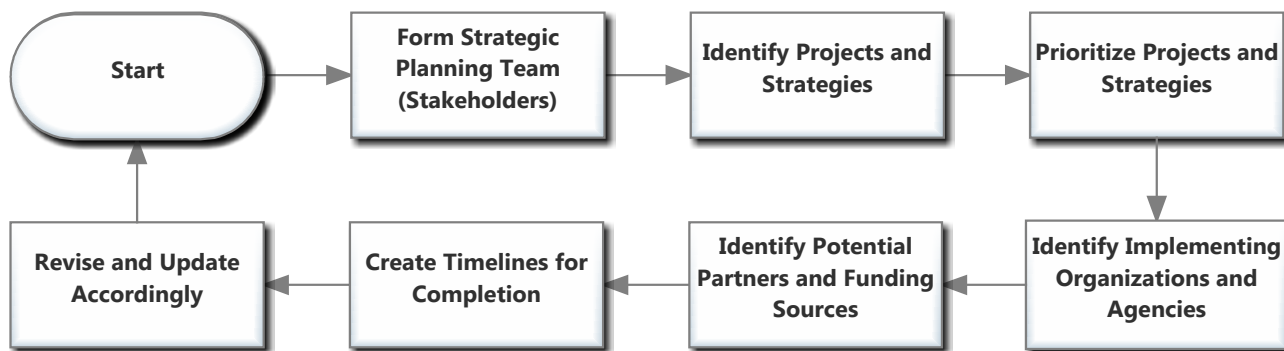 Start
Form Strategic
Planning Team
(Stakeholders)
Identify Projects and
Strategies
Prioritize Projects and
Strategies
Identify Implementing
Organizations and
Agencies
Identify Potential
Partners and Funding
Sources
Create Timelines for
Completion
Revise and Update
Accordingly